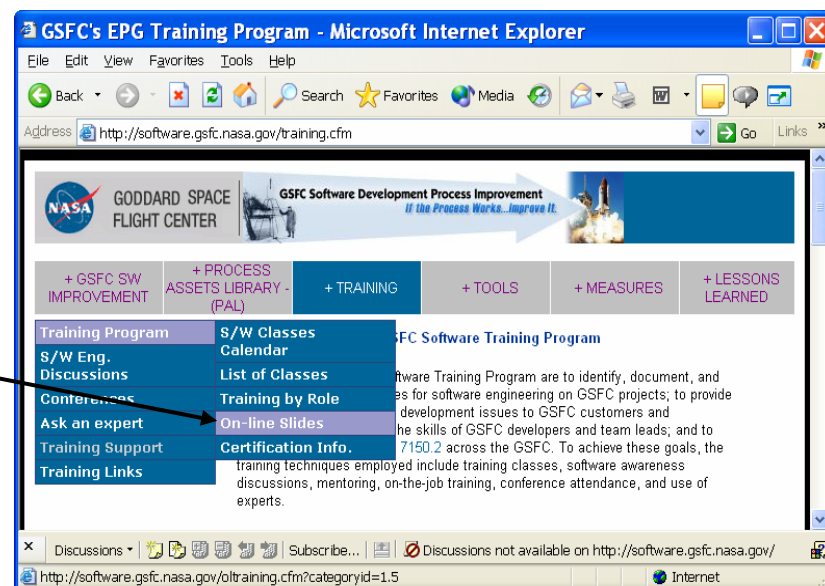 GSFC's EPG Training Program - Microsoft Internet Explorer
File Edit View Favorites Tools Help
Back Search Favorites Media
Address http://software.gsfc.nasa.gov/training.cfm Go Links »
NASA
GODDARD SPACE
FLIGHT CENTER
GSFC Software Development Process Improvement
If the Process Works...Improve It.
+ GSFC SW
IMPROVEMENT
+ PROCESS
ASSETS LIBRARY -
(PAL)
+ TRAINING
+ TOOLS
+ MEASURES
+ LESSONS
LEARNED
Training Program
S/W Eng.
Discussions
Conferences
Ask an expert
Training Support
Training Links
S/W Classes
Calendar
List of Classes
Training by Role
On-line Slides
Certification Info.
SFC Software Training Program
ftware Training Program are to identify, document, and
es for software engineering on GSFC projects; to provide
development issues to GSFC customers and
he skills of GSFC developers and team leads; and to
7150.2 across the GSFC. To achieve these goals, the
training techniques employed include training classes, software awareness
discussions, mentoring, on-the-job training, conference attendance, and use of
experts.
Discussions Subscribe... Discussions not available on http://software.gsfc.nasa.gov/
http://software.gsfc.nasa.gov/oltraining.cfm?categoryid=1.5 Internet